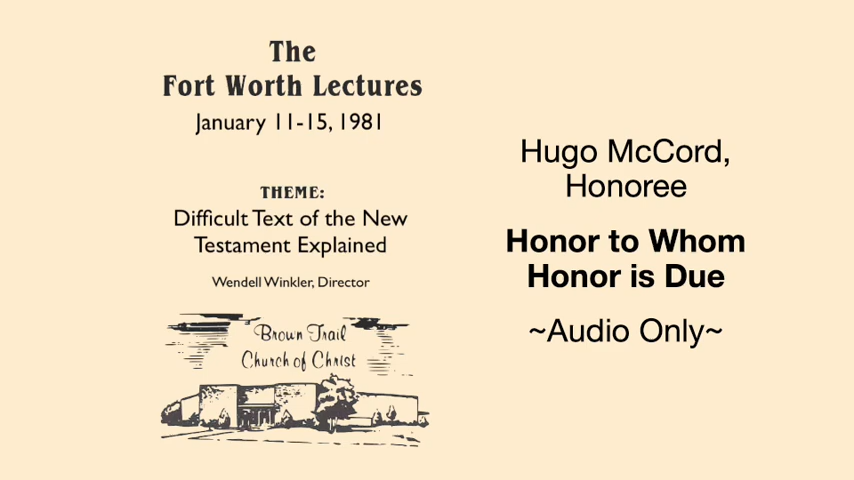 The
Fort Worth Lectures
January 11-15, 1981
THEME:
Difficult Text of the New
Testament Explained
Wendell Winkler, Director
Brown Trail
Church of Christ
Hugo McCord,
Honoree
Honor to Whom
Honor is Due
~Audio Only~